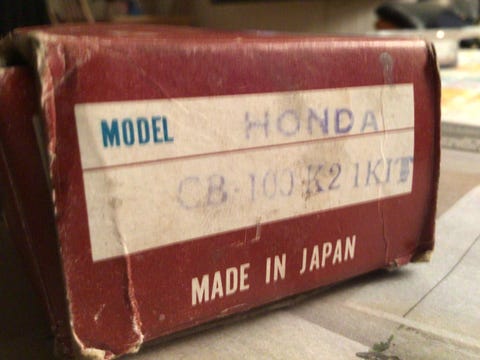 MODEL HONDA
CB-100 K2 1KIT
MADE IN JAPAN